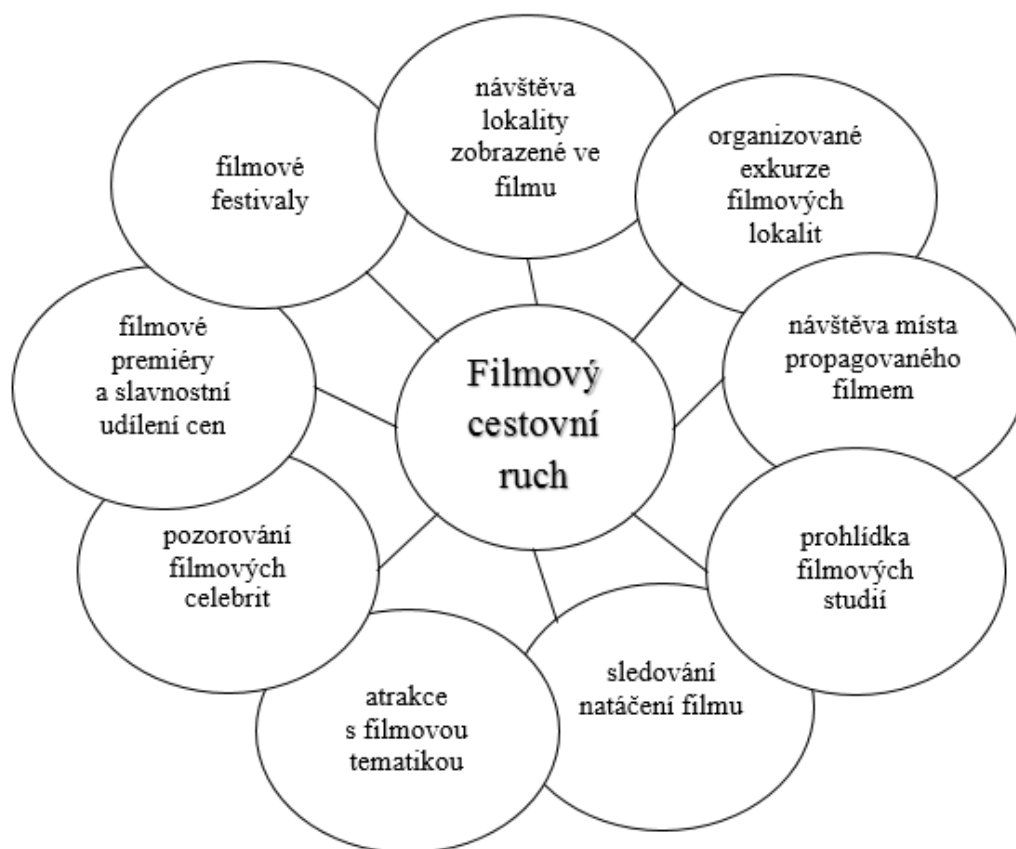 návštěva
lokality
zobrazené ve
filmu
organizované
exkurze
filmových
lokalit
návštěva místa
propagovaného
filmem
prohlídka
filmových
studií
sledování
natáčení filmu
atrakce
s filmovou
tematikou
pozorování
filmových
celebrit
filmové
premiéry
a slavnostní
udílení cen
filmové
festivaly
Filmový
cestovní
ruch